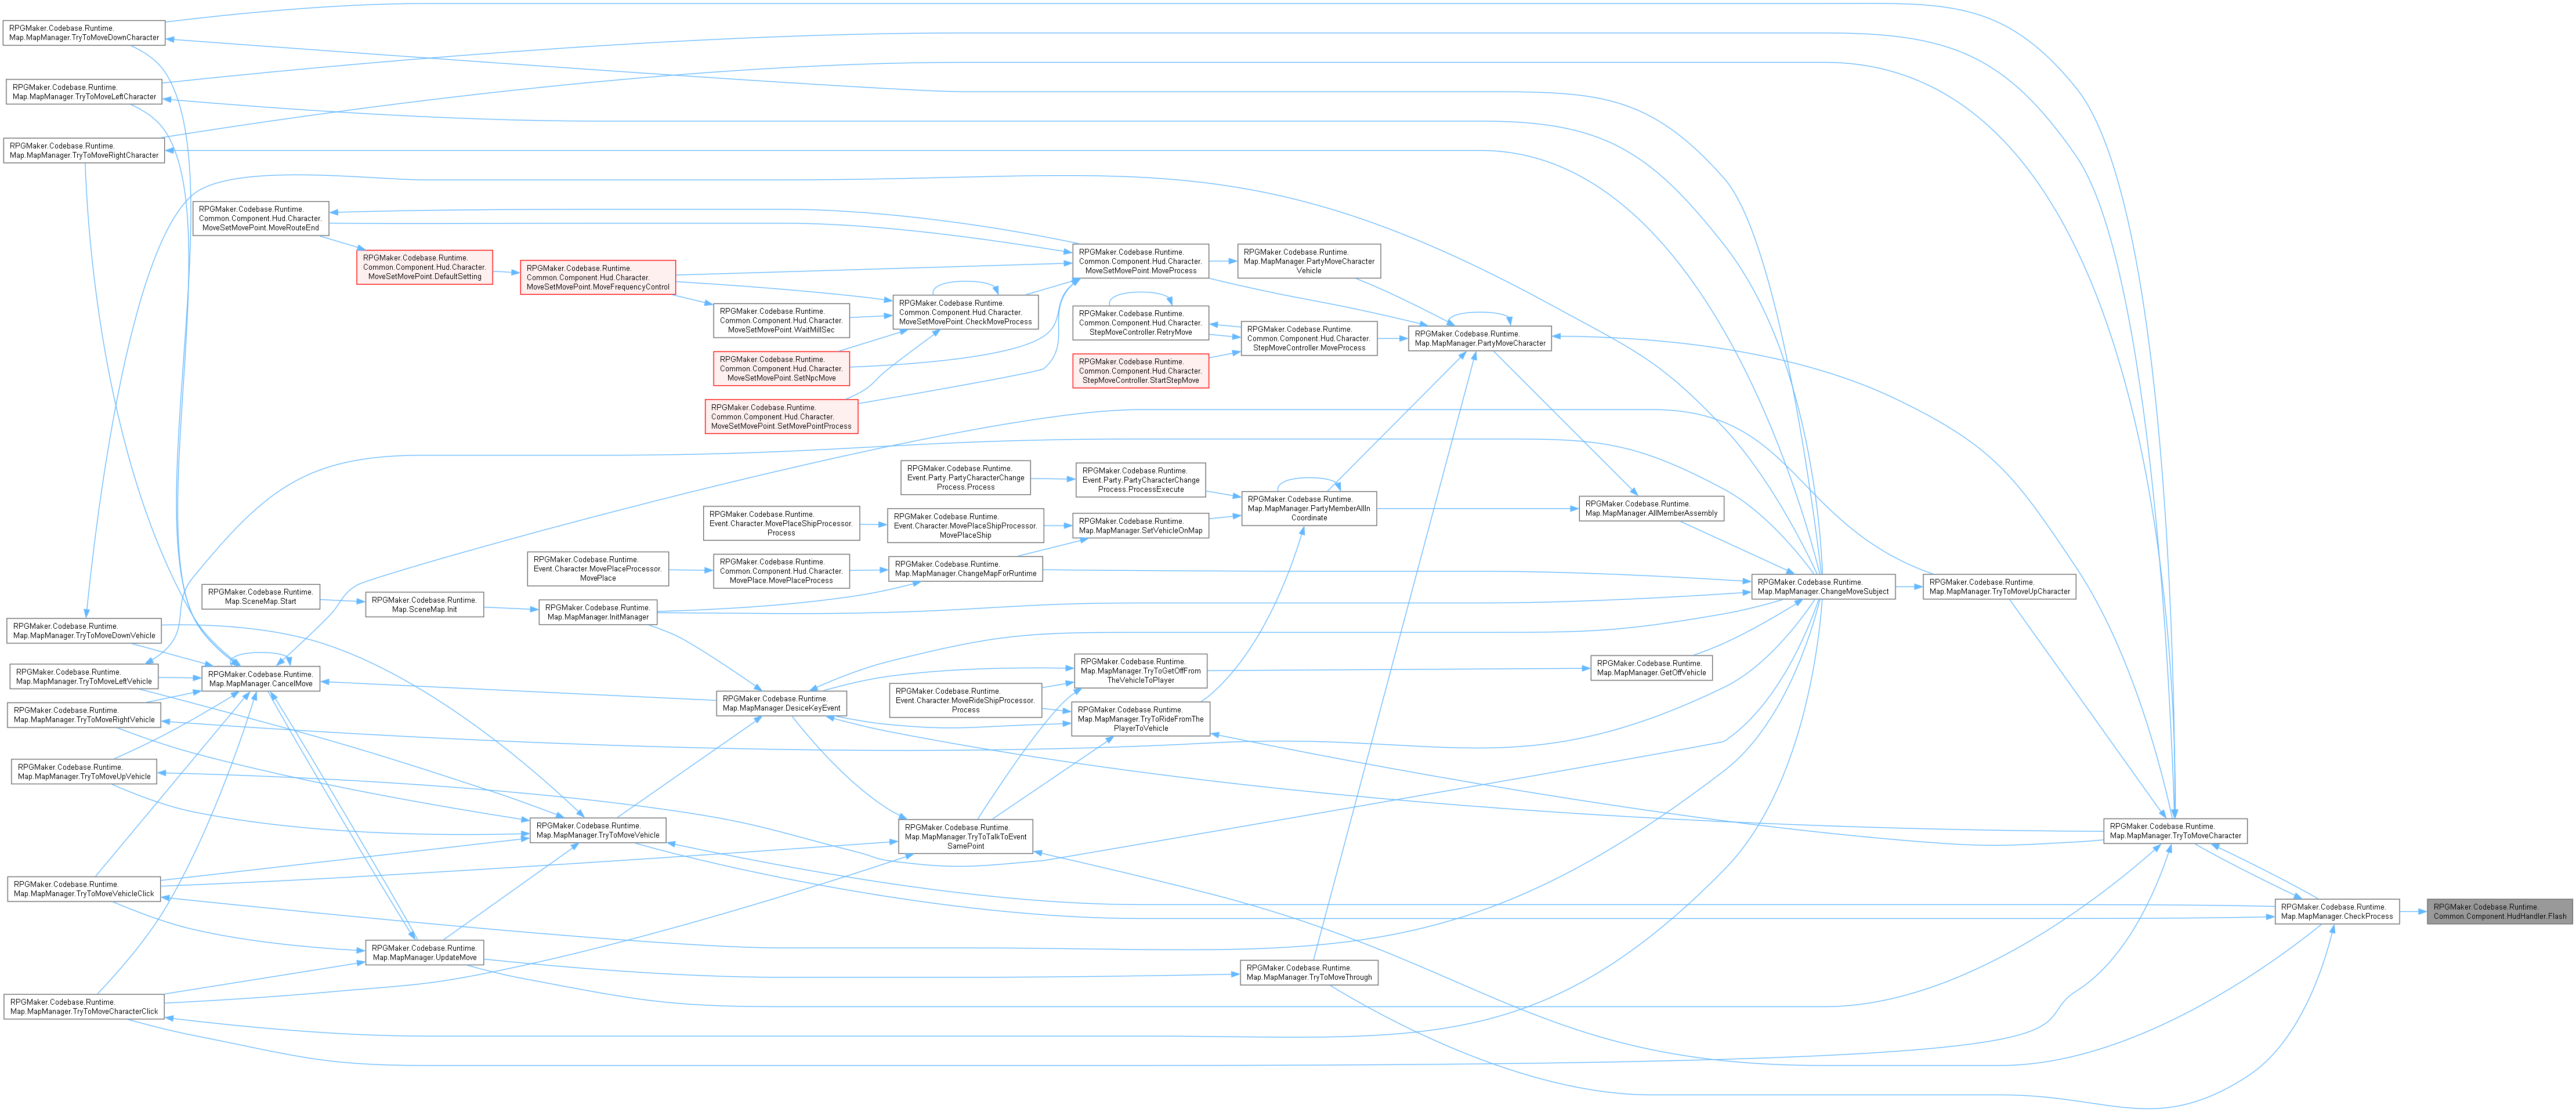 RPGMaker.Codebase.Runtime.
Map.MapManager.TryToMoveDownCharacter
RPGMaker.Codebase.Runtime.
Map.MapManager.TryToMoveLeftCharacter
RPGMaker.Codebase.Runtime.
Map.MapManager.TryToMoveRightCharacter
RPGMaker.Codebase.Runtime.
Common.Component.Hud.Character.
MoveSetMovePoint.MoveRouteEnd
RPGMaker.Codebase.Runtime.
Common.Component.Hud.Character.
MoveSetMovePoint.DefaultSetting
RPGMaker.Codebase.Runtime.
Common.Component.Hud.Character.
MoveSetMovePoint.MoveFrequencyControl
RPGMaker.Codebase.Runtime.
Common.Component.Hud.Character.
MoveSetMovePoint.WaitMillSec
RPGMaker.Codebase.Runtime.
Common.Component.Hud.Character.
MoveSetMovePoint.CheckMoveProcess
RPGMaker.Codebase.Runtime.
Common.Component.Hud.Character.
MoveSetMovePoint.MoveProcess
RPGMaker.Codebase.Runtime.
Map.MapManager.PartyMoveCharacter
Vehicle
RPGMaker.Codebase.Runtime.
Common.Component.Hud.Character.
StepMoveController.RetryMove
RPGMaker.Codebase.Runtime.
Common.Component.Hud.Character.
StepMoveController.MoveProcess
RPGMaker.Codebase.Runtime.
Map.MapManager.PartyMoveCharacter
RPGMaker.Codebase.Runtime.
Common.Component.Hud.Character.
MoveSetMovePoint.SetNpcMove
RPGMaker.Codebase.Runtime.
Common.Component.Hud.Character.
StepMoveController.StartStepMove
RPGMaker.Codebase.Runtime.
Common.Component.Hud.Character.
MoveSetMovePoint.SetMovePointProcess
RPGMaker.Codebase.Runtime.
Event.Party.PartyCharacterChange
Process.Process
RPGMaker.Codebase.Runtime.
Event.Party.PartyCharacterChange
Process.ProcessExecute
RPGMaker.Codebase.Runtime.
Map.MapManager.PartyMemberAllIn
Coordinate
RPGMaker.Codebase.Runtime.
Map.MapManager.AllMemberAssembly
RPGMaker.Codebase.Runtime.
Event.Character.MovePlaceShipProcessor.
Process
RPGMaker.Codebase.Runtime.
Event.Character.MovePlaceShipProcessor.
MovePlaceShip
RPGMaker.Codebase.Runtime.
Map.MapManager.SetVehicleOnMap
RPGMaker.Codebase.Runtime.
Event.Character.MovePlaceProcessor.
MovePlace
RPGMaker.Codebase.Runtime.
Common.Component.Hud.Character.
MovePlace.MovePlaceProcess
RPGMaker.Codebase.Runtime.
Map.MapManager.ChangeMapForRuntime
RPGMaker.Codebase.Runtime.
Map.MapManager.ChangeMoveSubject
RPGMaker.Codebase.Runtime.
Map.MapManager.TryToMoveUpCharacter
RPGMaker.Codebase.Runtime.
Map.SceneMap.Start
RPGMaker.Codebase.Runtime.
Map.SceneMap.Init
RPGMaker.Codebase.Runtime.
Map.MapManager.InitManager
RPGMaker.Codebase.Runtime.
Map.MapManager.TryToMoveDownVehicle
RPGMaker.Codebase.Runtime.
Map.MapManager.TryToMoveLeftVehicle
RPGMaker.Codebase.Runtime.
Map.MapManager.CancelMove
RPGMaker.Codebase.Runtime.
Map.MapManager.TryToGetOffFrom
TheVehicleToPlayer
RPGMaker.Codebase.Runtime.
Map.MapManager.GetOffVehicle
RPGMaker.Codebase.Runtime.
Map.MapManager.TryToMoveRightVehicle
RPGMaker.Codebase.Runtime.
Map.MapManager.DesiceKeyEvent
RPGMaker.Codebase.Runtime.
Event.Character.MoveRideShipProcessor.
Process
RPGMaker.Codebase.Runtime.
Map.MapManager.TryToRideFromThe
PlayerToVehicle
RPGMaker.Codebase.Runtime.
Map.MapManager.TryToMoveUpVehicle
RPGMaker.Codebase.Runtime.
Map.MapManager.TryToMoveVehicle
RPGMaker.Codebase.Runtime.
Map.MapManager.TryToTalkToEvent
SamePoint
RPGMaker.Codebase.Runtime.
Map.MapManager.TryToMoveCharacter
RPGMaker.Codebase.Runtime.
Map.MapManager.TryToMoveVehicleClick
RPGMaker.Codebase.Runtime.
Map.MapManager.CheckProcess
RPGMaker.Codebase.Runtime.
Common.Component.HudHandler.Flash
RPGMaker.Codebase.Runtime.
Map.MapManager.UpdateMove
RPGMaker.Codebase.Runtime.
Map.MapManager.TryToMoveThrough
RPGMaker.Codebase.Runtime.
Map.MapManager.TryToMoveCharacterClick